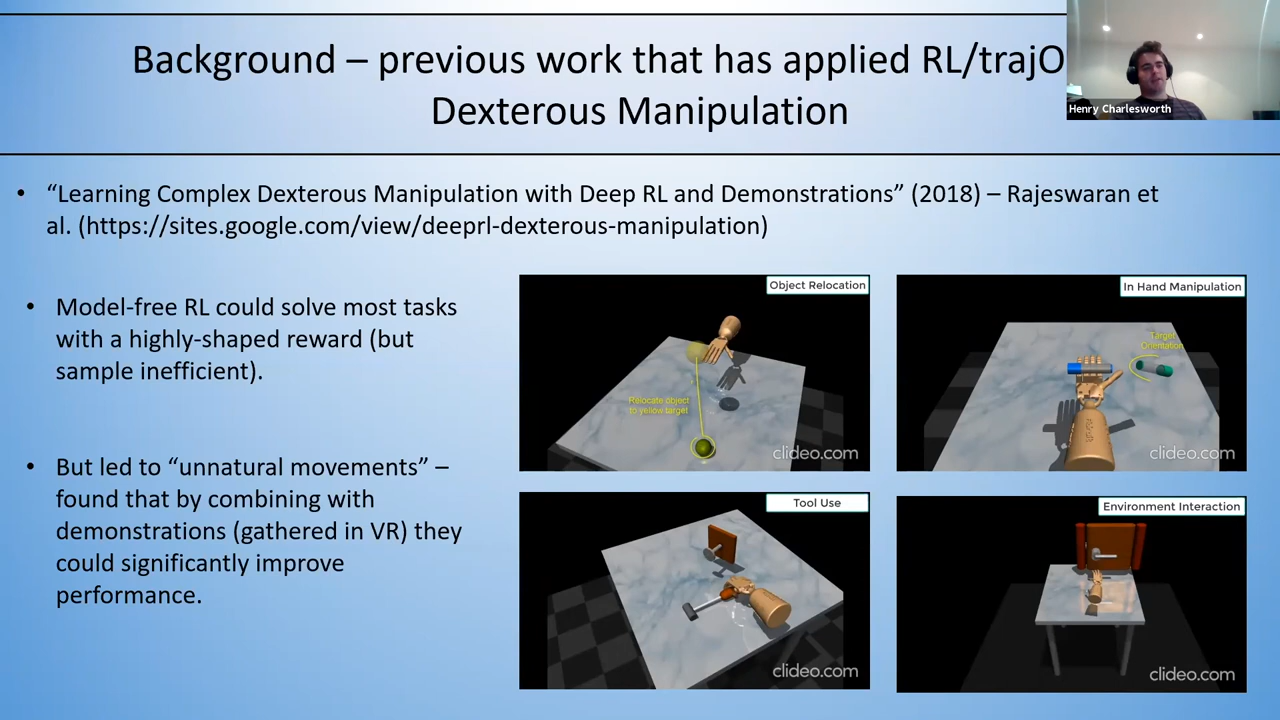 Background – previous work that has applied RL/trajO
Dexterous Manipulation
Henry Charlesworth
• “Learning Complex Dexterous Manipulation with Deep RL and Demonstrations” (2018) – Rajeswaran et
al. (https://sites.google.com/view/deeprl-dexterous-manipulation)
• Model-free RL could solve most tasks
with a highly-shaped reward (but
sample inefficient).
• But led to “unnatural movements” –
found that by combining with
demonstrations (gathered in VR) they
could significantly improve
performance.
Object Relocation
Relocate object
to yellow target
clideo.com
In Hand Manipulation
Target
Orientation
clideo.com
Tool Use
clideo.com
Environment Interaction
clideo.com